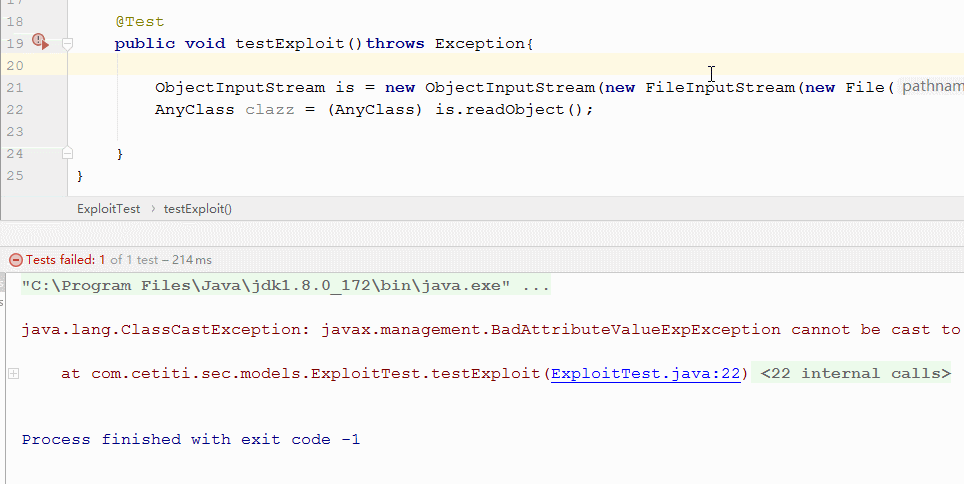 17
18 @Test
19 public void testExploit()throws Exception{
20
21 ObjectInputStream is = new ObjectInputStream(new FileInputStream(new File( pathnam
22 AnyClass clazz = (AnyClass) is.readObject();
23
24 }
25 }
ExploitTest › testExploit()
Tests failed: 1 of 1 test – 214 ms
"C:\Program Files\Java\jdk1.8.0_172\bin\java.exe" ...
java.lang.ClassCastException: javax.management.BadAttributeValueExpException cannot be cast to
at com.cetiti.sec.models.ExploitTest.testExploit(ExploitTest.java:22) <22 internal calls>
Process finished with exit code -1